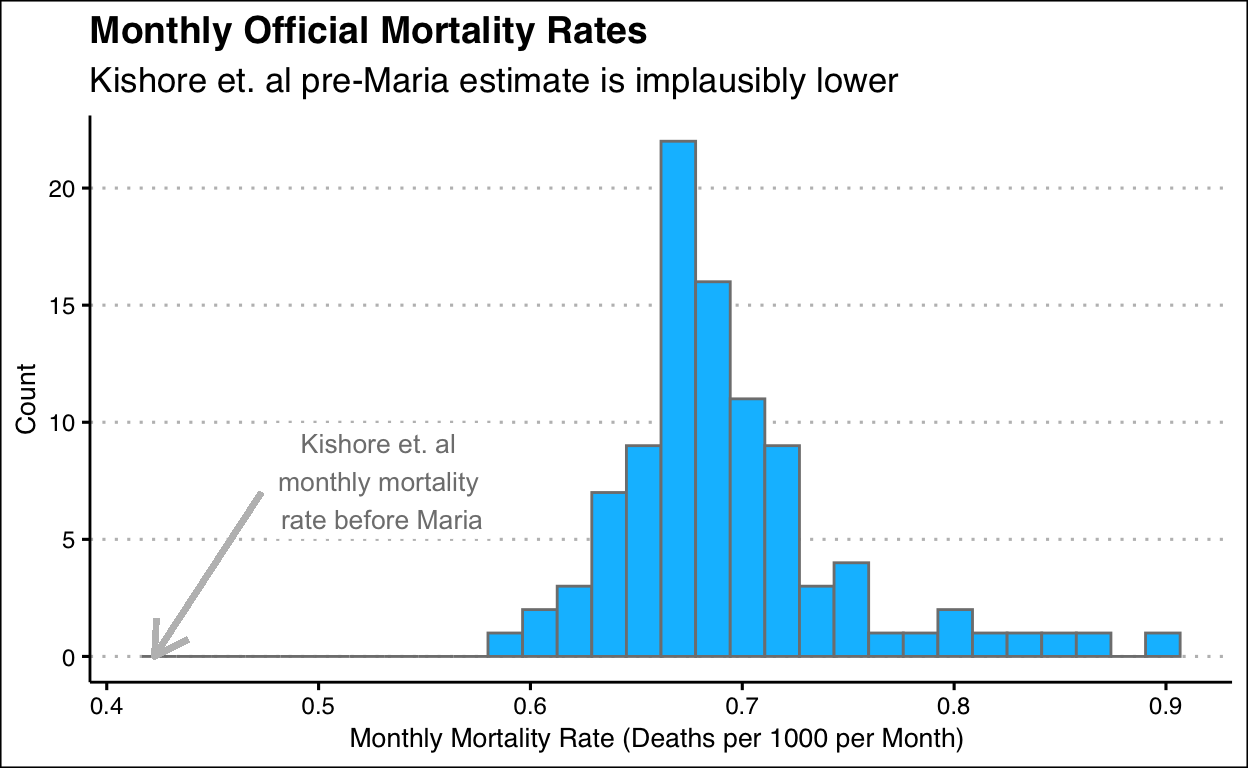 Monthly Official Mortality Rates
Kishore et. al pre-Maria estimate is implausibly lower
Count
20
15
10
5
0
Kishore et. al
monthly mortality
rate before Maria
0.4
0.5
0.6
0.7
0.8
0.9
Monthly Mortality Rate (Deaths per 1000 per Month)